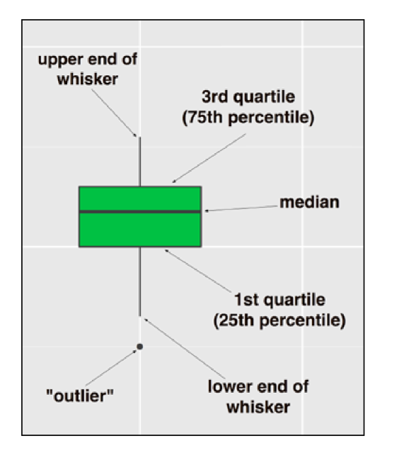 upper end of
whisker
3rd quartile
(75th percentile)
median
1st quartile
(25th percentile)
"outlier"
lower end of
whisker